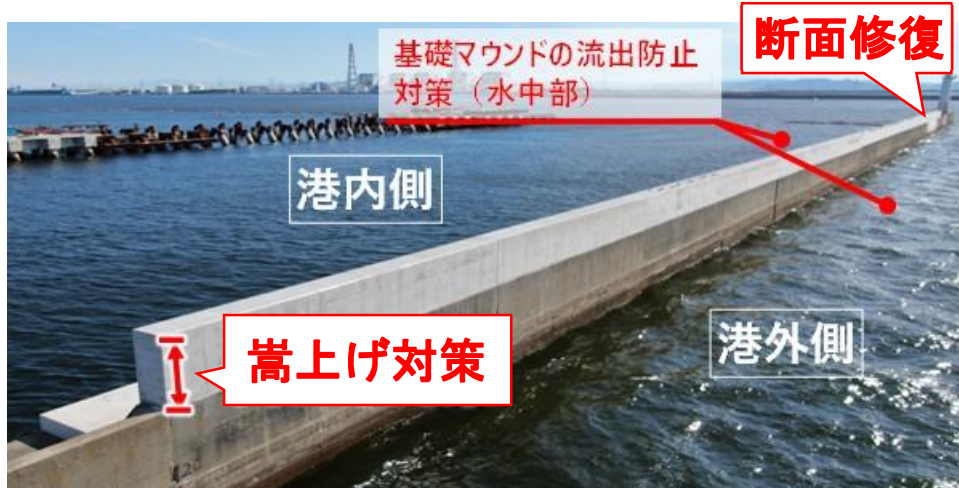 断面修復
基礎マウンドの流出防止
対策（水中部）
港内側
港外側
嵩上げ対策